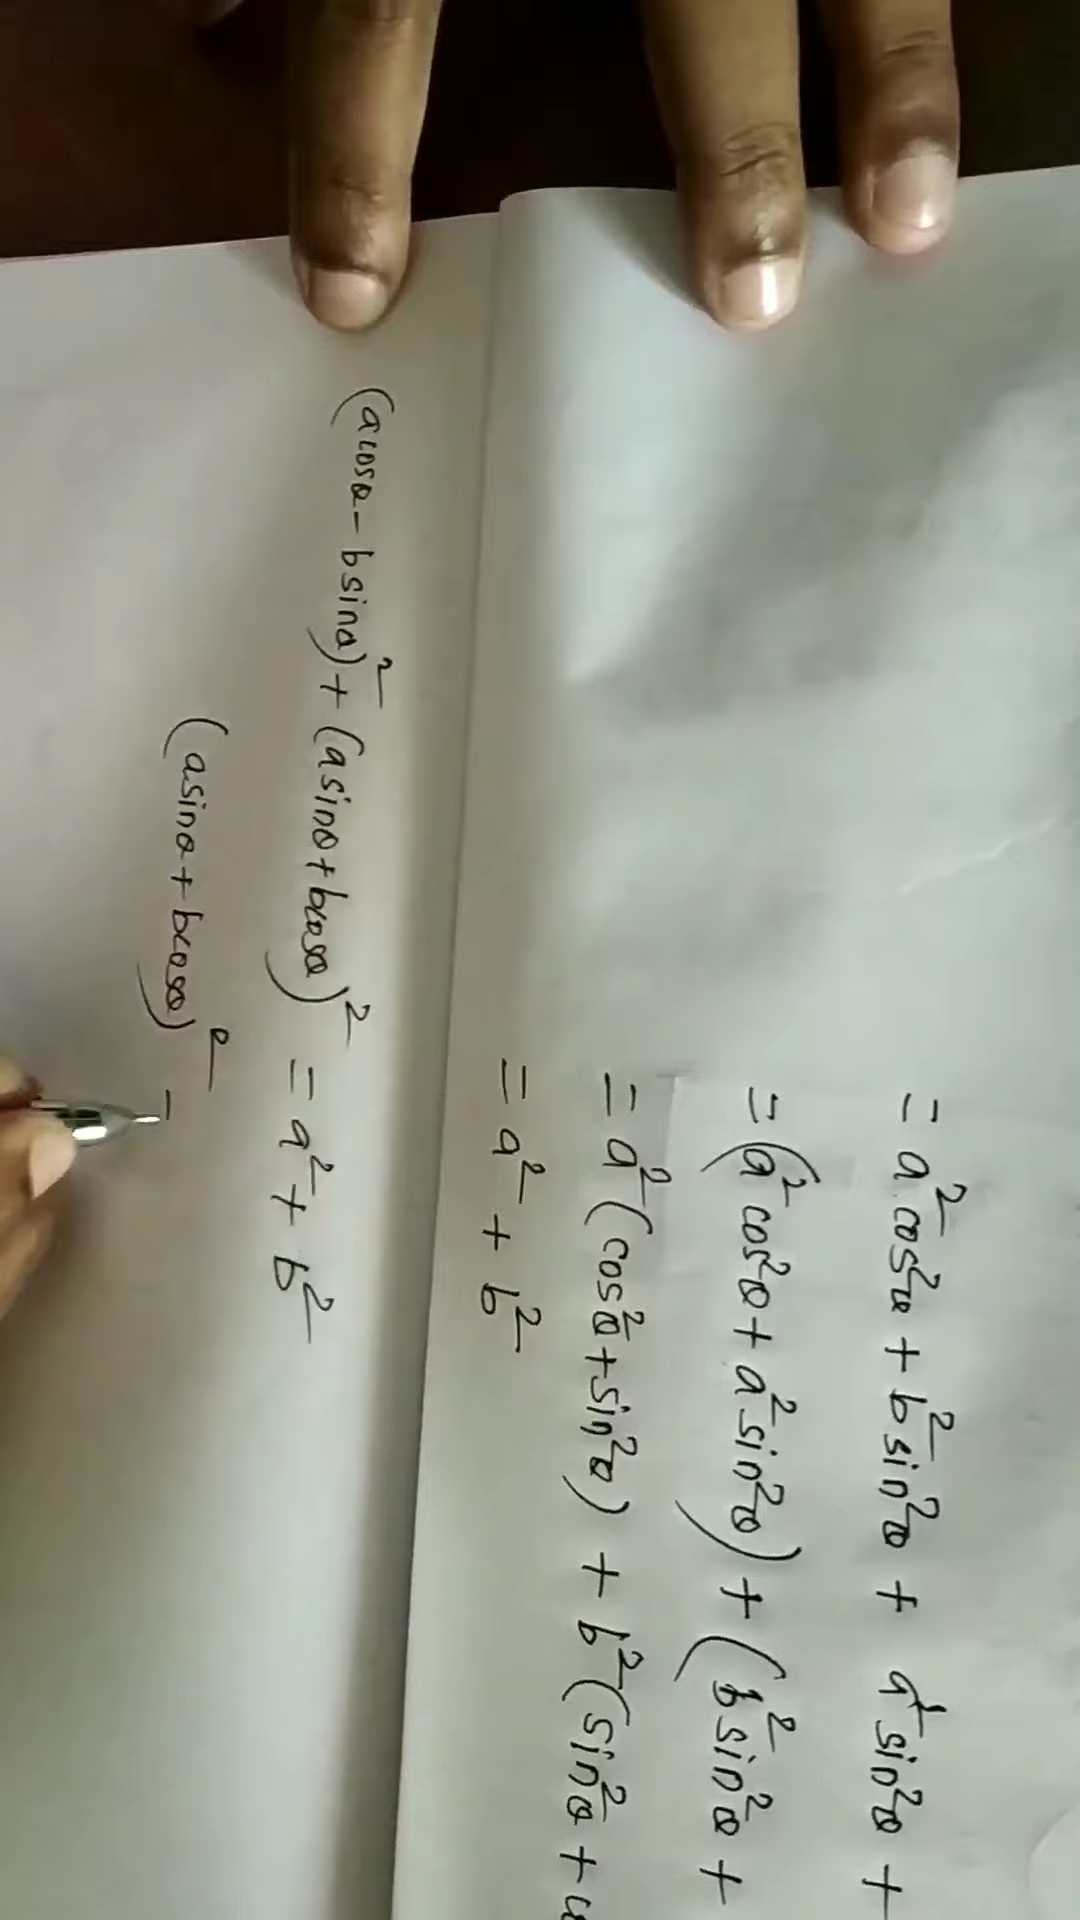 = a²cos²θ + b²sin²θ + a²sin²θ +
= (a²cos²θ + a²sin²θ) + (b²sin²θ +
= a²(cos²θ + sin²θ) + b²(sin²θ +
= a² + b²
(acosθ - bsinθ)² + (asinθ + bcosθ)² = a² + b²
(asinθ + bcosθ)² -